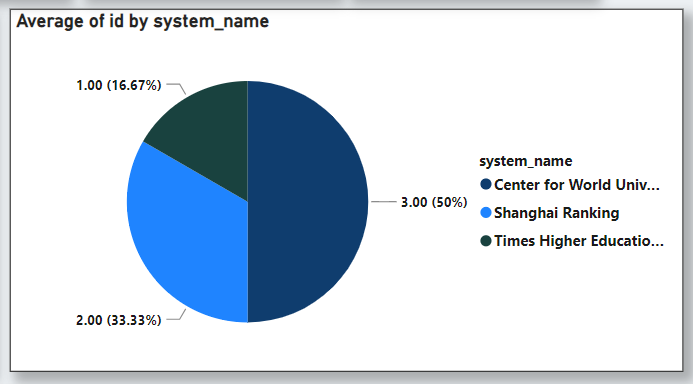 Average of id by system_name
1.00 (16.67%)
3.00 (50%)
2.00 (33.33%)
system_name
Center for World Univ...
Shanghai Ranking
Times Higher Educatio...